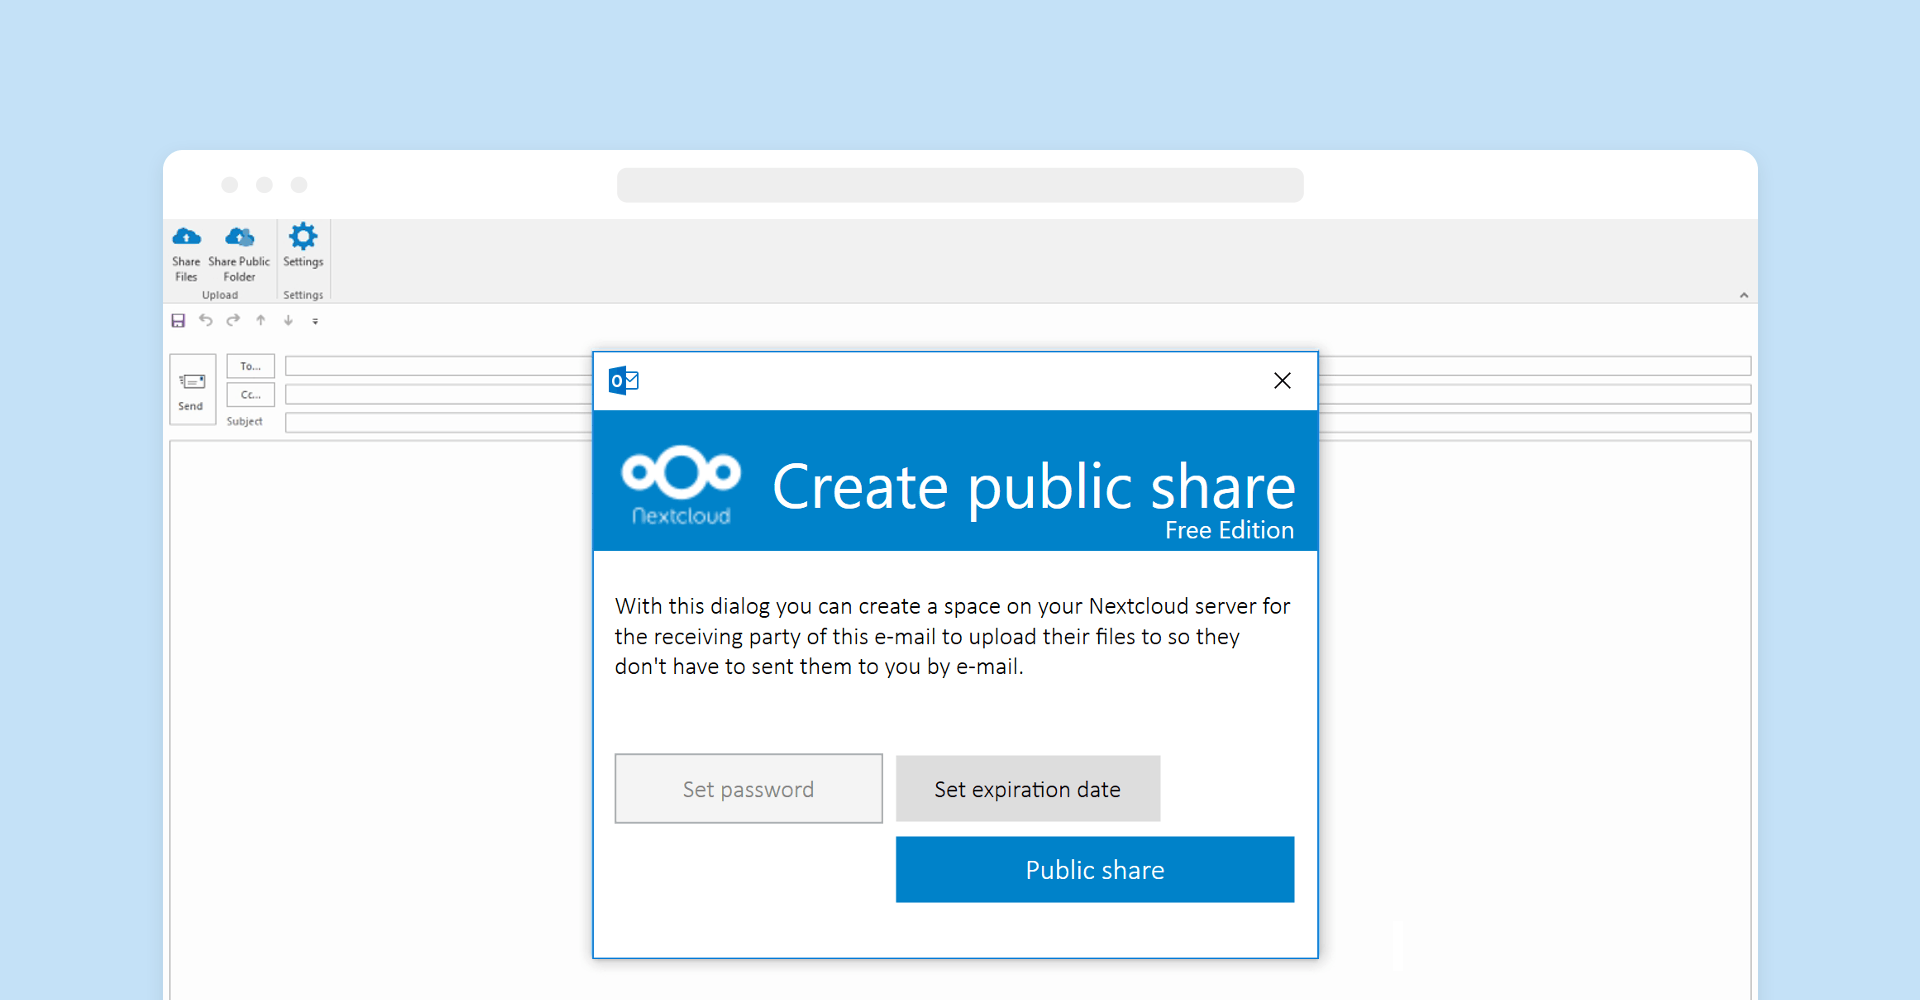 Share
Files
Share Public
Folder
Upload
Settings
Settings
Send
To...
Cc...
Subject
O
Nextcloud
Create public share
Free Edition
With this dialog you can create a space on your Nextcloud server for
the receiving party of this e-mail to upload their files to so they
don't have to sent them to you by e-mail.
Set password
Set expiration date
Public share